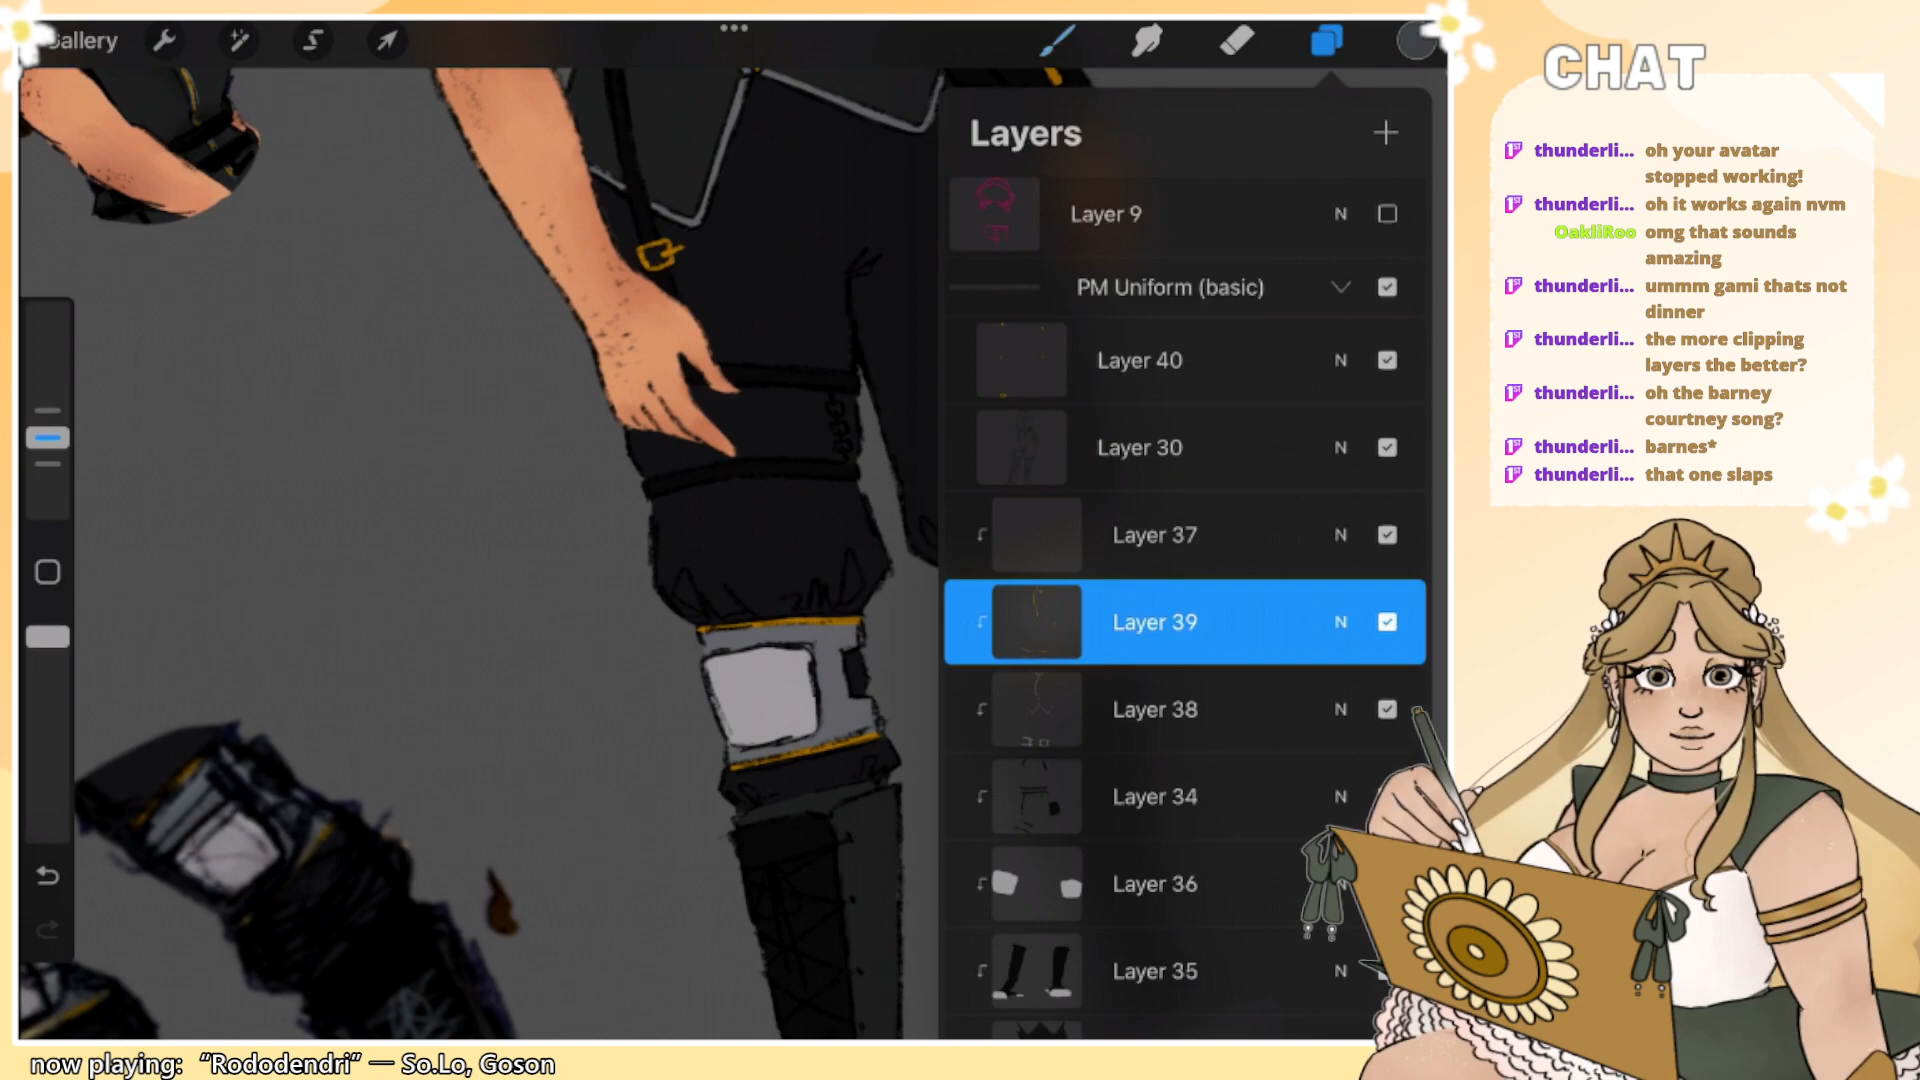 Gallery
Layers
Layer 9 N
PM Uniform (basic)
Layer 40 N
Layer 30 N
Layer 37 N
Layer 39 N
Layer 38 N
Layer 34 N
Layer 36 N
Layer 35 N
CHAT
thunderli... oh your avatar
stopped working!
thunderli... oh it works again nvm
OakliRoo omg that sounds
amazing
thunderli... ummm gami thats not
dinner
thunderli... the more clipping
layers the better?
thunderli... oh the barney
courtney song?
thunderli... barnes*
thunderli... that one slaps
now playing: “Rododendri” — So.Lo, Goson